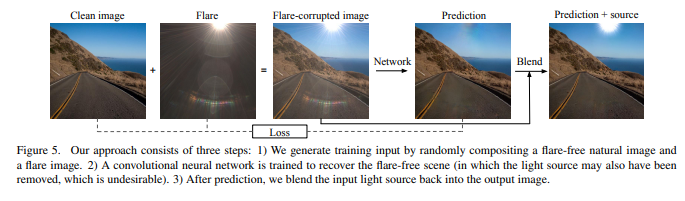 Clean image
Flare
Flare-corrupted image
Prediction
Prediction + source
+
=
Network
Blend
Loss
Figure 5. Our approach consists of three steps: 1) We generate training input by randomly compositing a flare-free natural image and
a flare image. 2) A convolutional neural network is trained to recover the flare-free scene (in which the light source may also have been
removed, which is undesirable). 3) After prediction, we blend the input light source back into the output image.